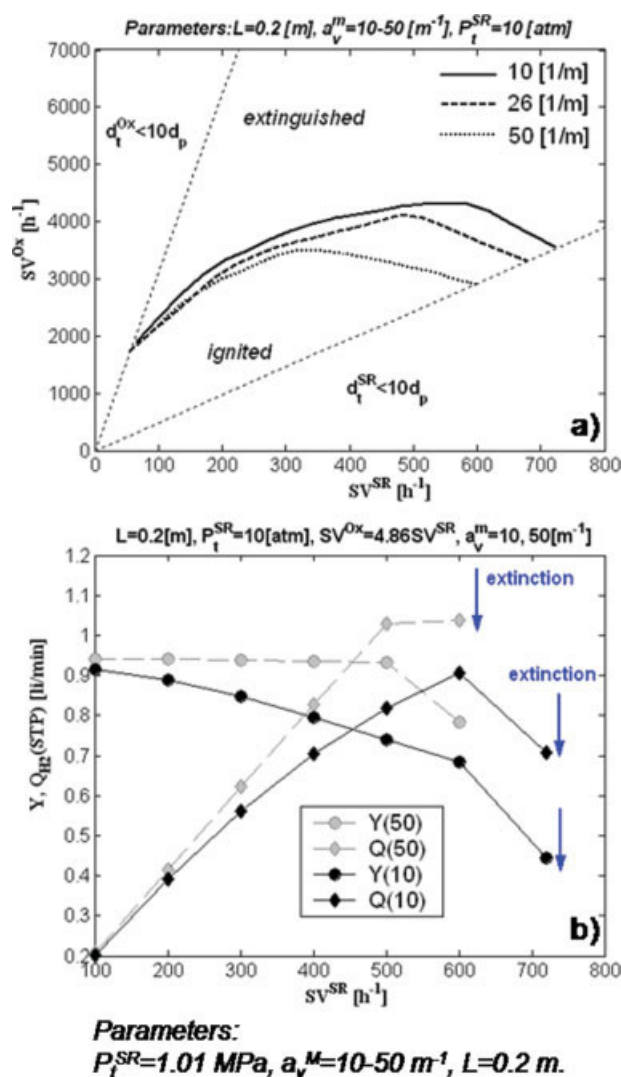 Parameters:L=0.2 [m], a_v^m=10-50 [m^-1], P_t^SR=10 [atm]
7000
6000
5000
4000
3000
2000
1000
0
SV^Ox [h^-1]
d_t^Ox<10d_p
extinguished
10 [1/m]
26 [1/m]
50 [1/m]
ignited
d_t^SR<10d_p
a)
0 100 200 300 400 500 600 700 800
SV^SR [h^-1]
L=0.2[m], P_t^SR=10[atm], SV^Ox=4.86SV^SR, a_v^m=10, 50[m^-1]
1.2
1.1
1
0.9
0.8
0.7
0.6
0.5
0.4
0.3
0.2
Y, Q_H2(STP) [li/min]
extinction
extinction
Y(50)
Q(50)
Y(10)
Q(10)
b)
100 200 300 400 500 600 700 800
SV^SR [h^-1]
Parameters:
P_t^SR=1.01 MPa, a_v^M=10-50 m^-1, L=0.2 m.